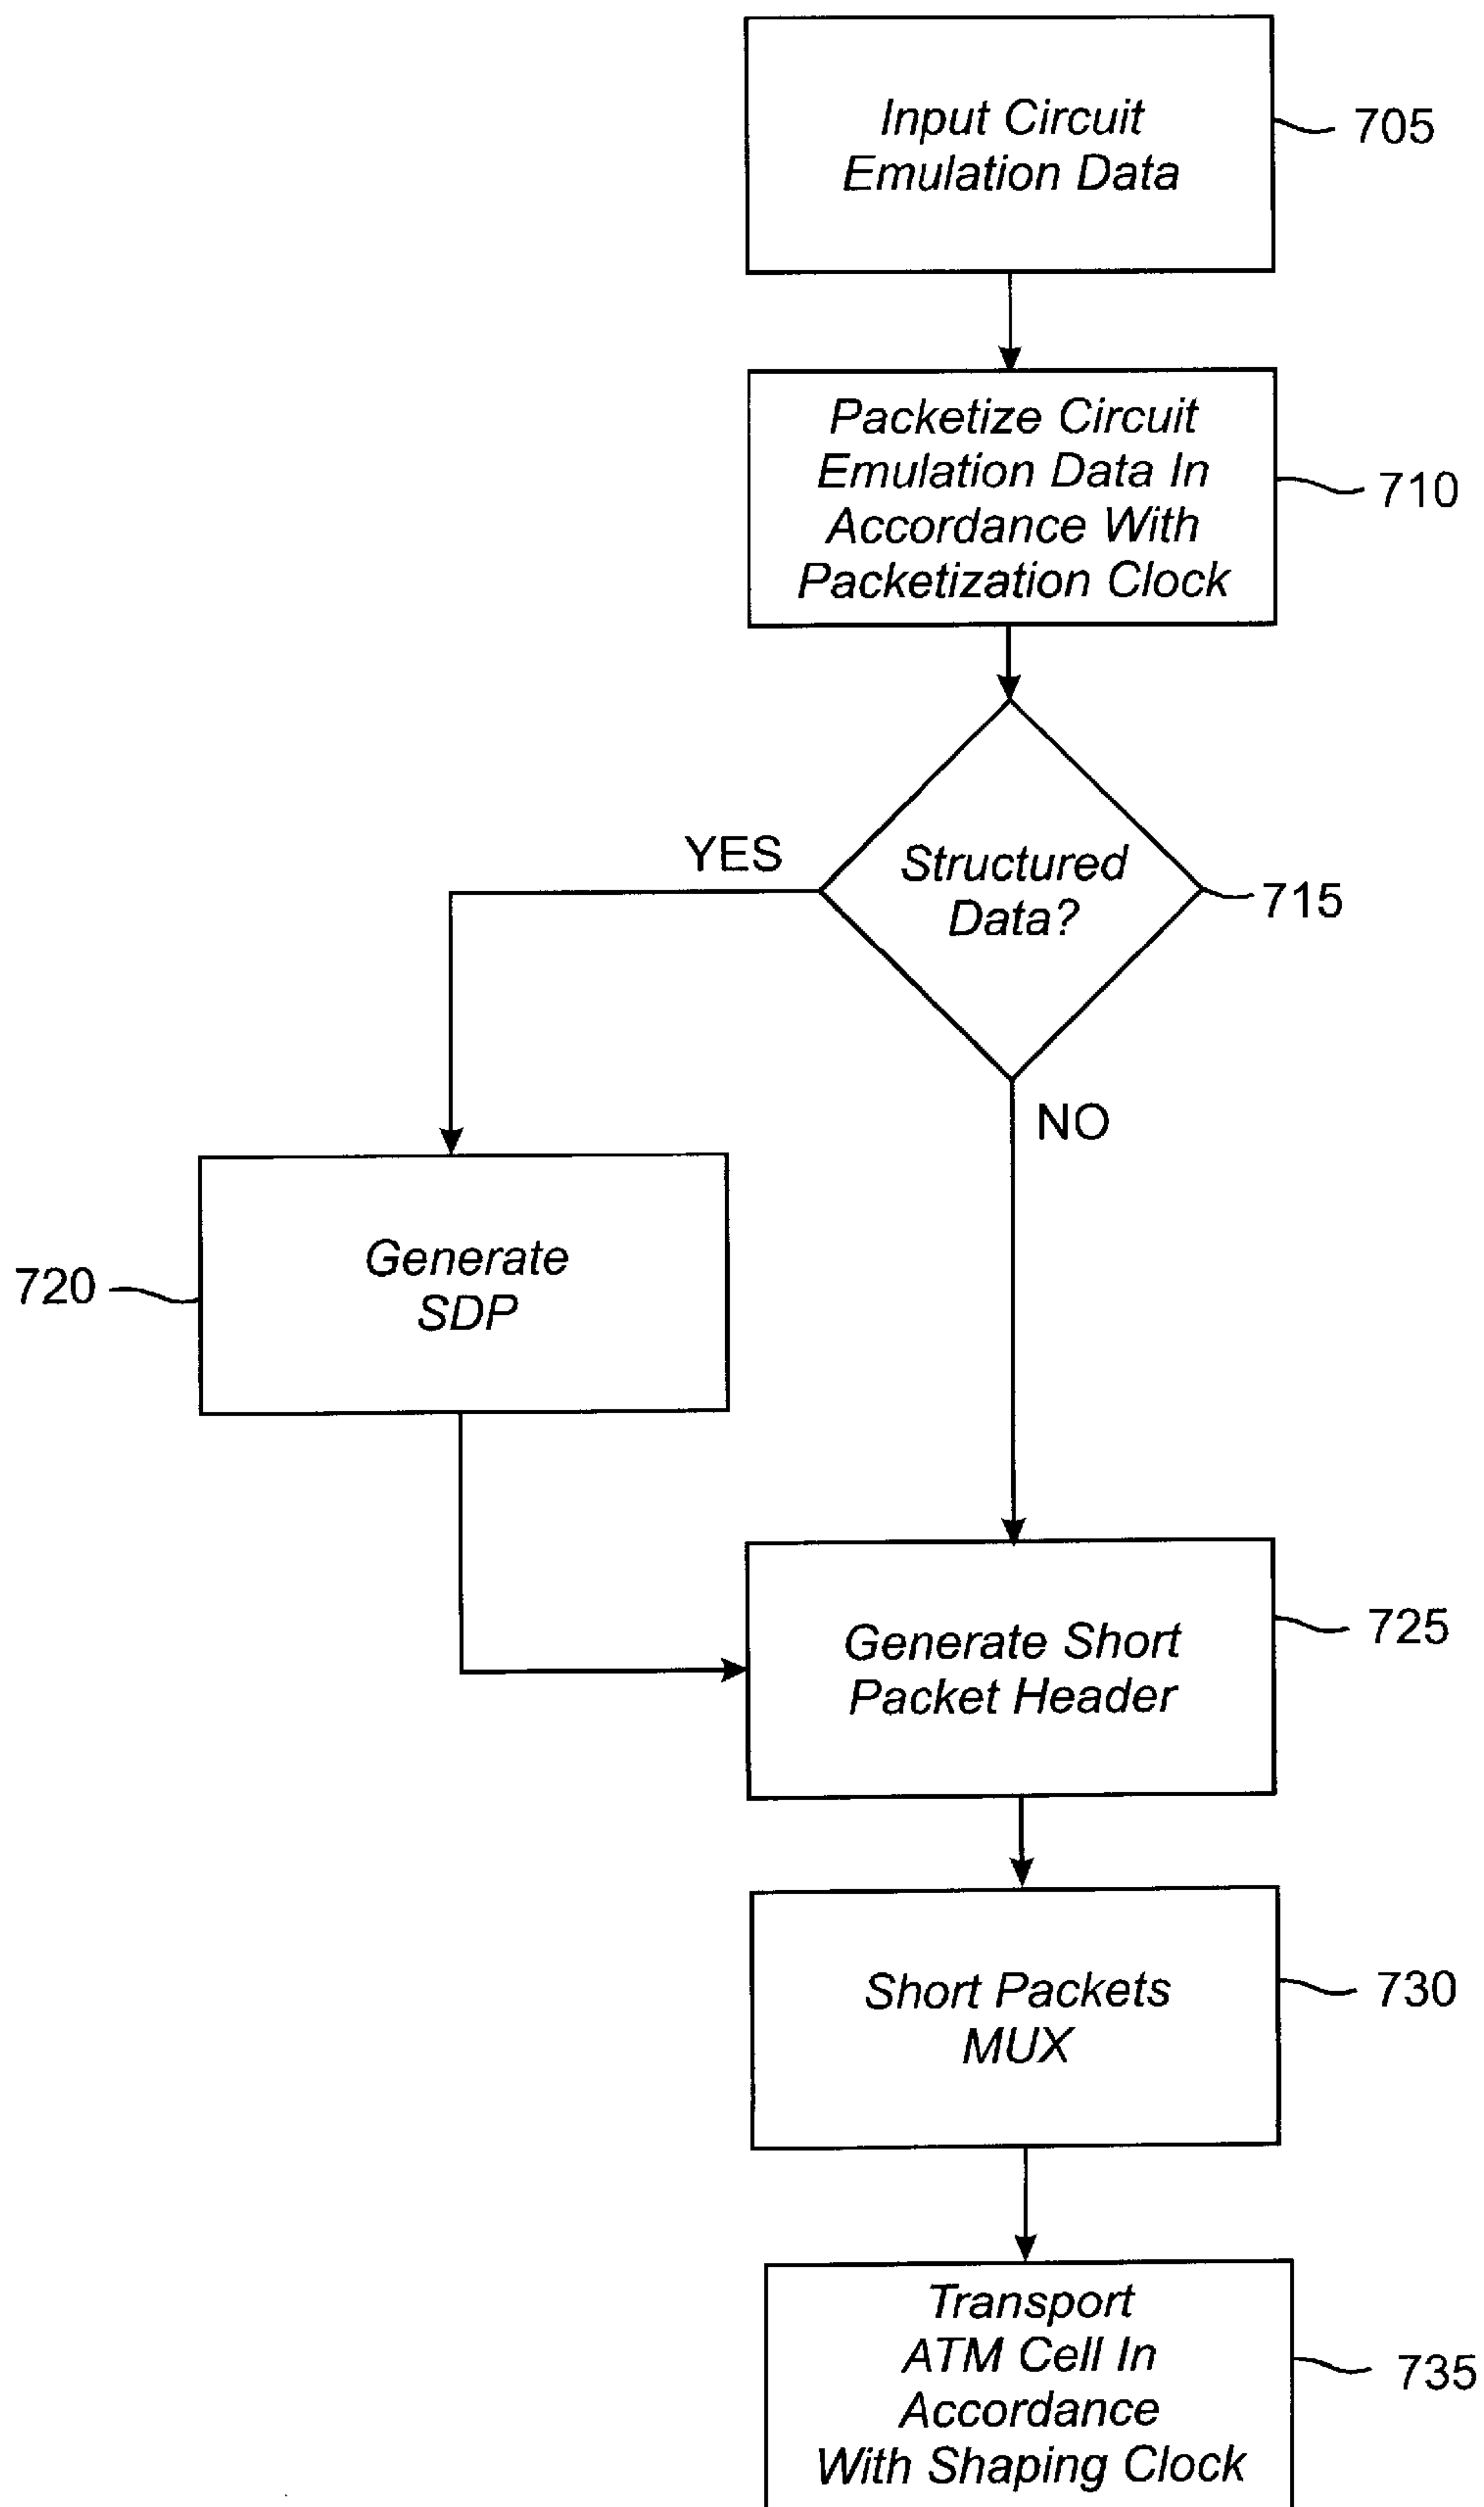 Input Circuit
Emulation Data
705
Packetize Circuit
Emulation Data In
Accordance With
Packetization Clock
710
YES
Structured
Data?
715
NO
Generate
SDP
720
Generate Short
Packet Header
725
Short Packets
MUX
730
Transport
ATM Cell In
Accordance
With Shaping Clock
735